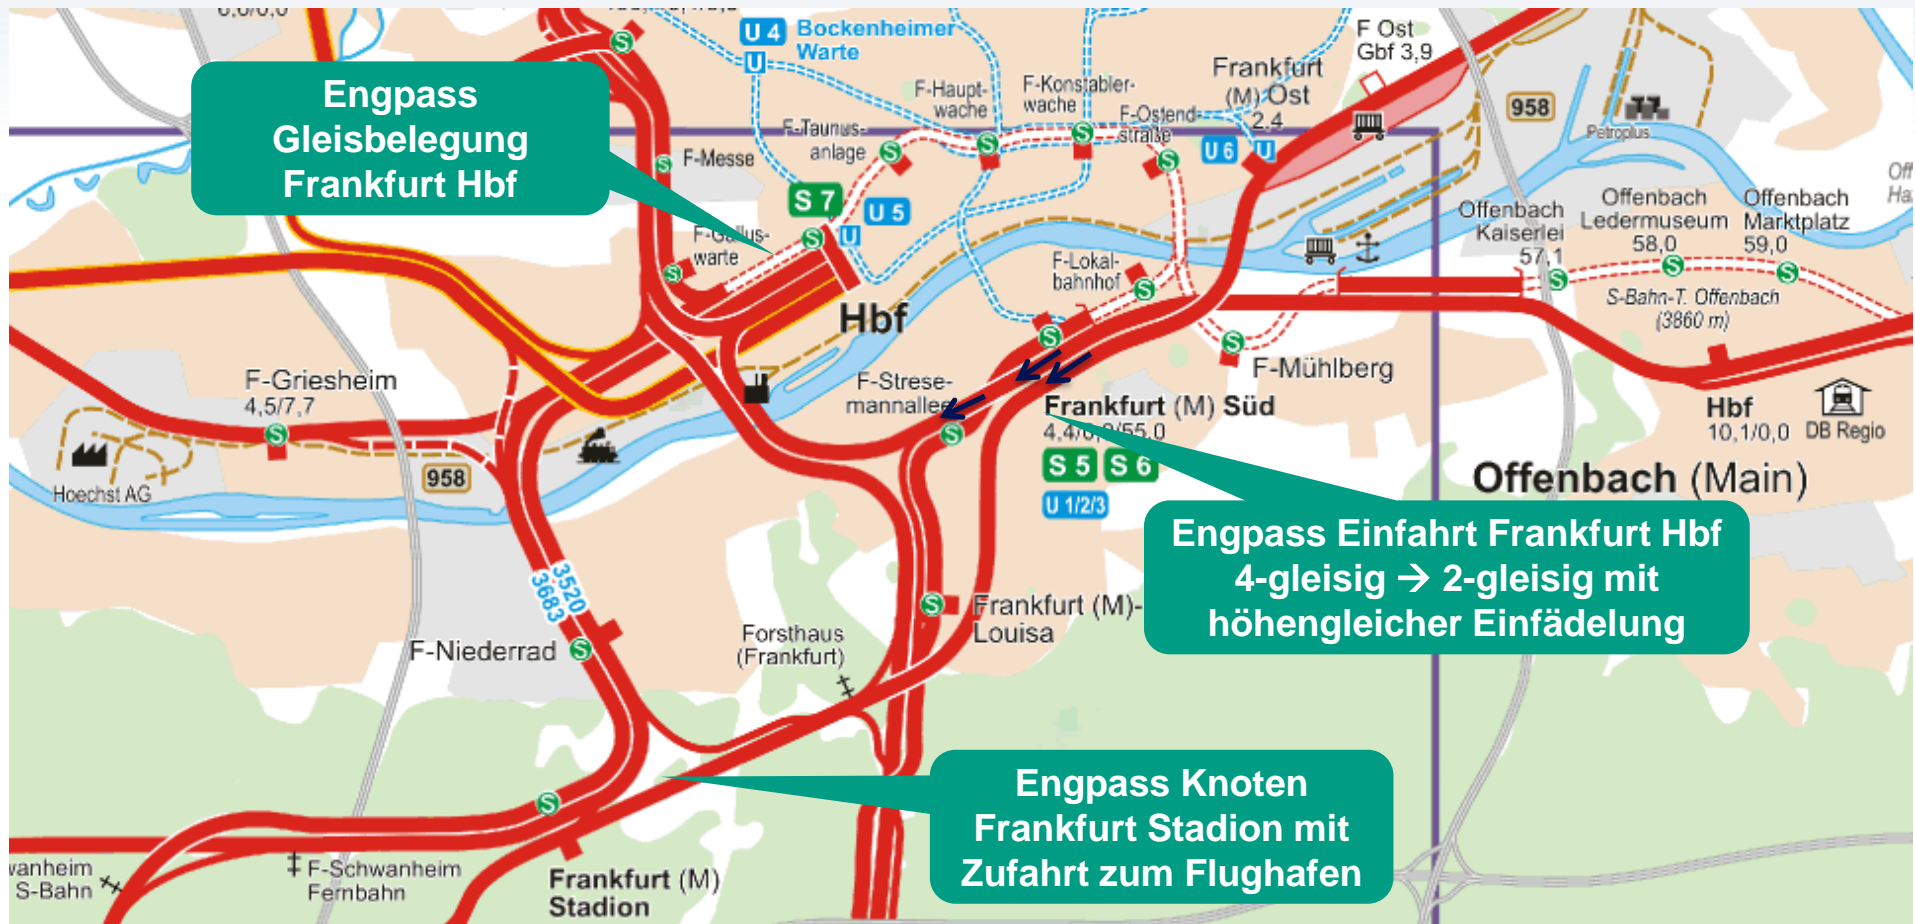 U 4
Bockenheimer
Warte
U
F Ost
Gbf 3,9
Engpass
Gleisbelegung
Frankfurt Hbf
F-Haupt-
wache
F-Konstabler-
wache
Frankfurt
(M) Ost
2.4
F-Ostend-
straße
F-Taunus-
anlage
F-Messe
U 6
U
958
Petroplus
S 7
U 5
U
F-Gallus-
warte
Hbf
F-Lokal-
bahnhof
Offenbach
Kaiserlei
57,1
Offenbach
Ledermuseum
58,0
Offenbach
Marktplatz
59,0
S-Bahn-T. Offenbach
(3860 m)
F-Griesheim
4,5/7,7
F-Strese-
mannallee
F-Mühlberg
Frankfurt (M) Süd
S 5
S 6
U 1/2/3
Hbf
10,1/0,0
DB Regio
Offenbach (Main)
Hoechst AG
958
Engpass Einfahrt Frankfurt Hbf
4-gleisig → 2-gleisig mit
höhengleicher Einfädelung
3520
3683
F-Niederrad
Forsthaus
(Frankfurt)
Frankfurt (M)-
Louisa
Engpass Knoten
Frankfurt Stadion mit
Zufahrt zum Flughafen
wanheim
S-Bahn
F-Schwanheim
Fernbahn
Frankfurt (M)
Stadion